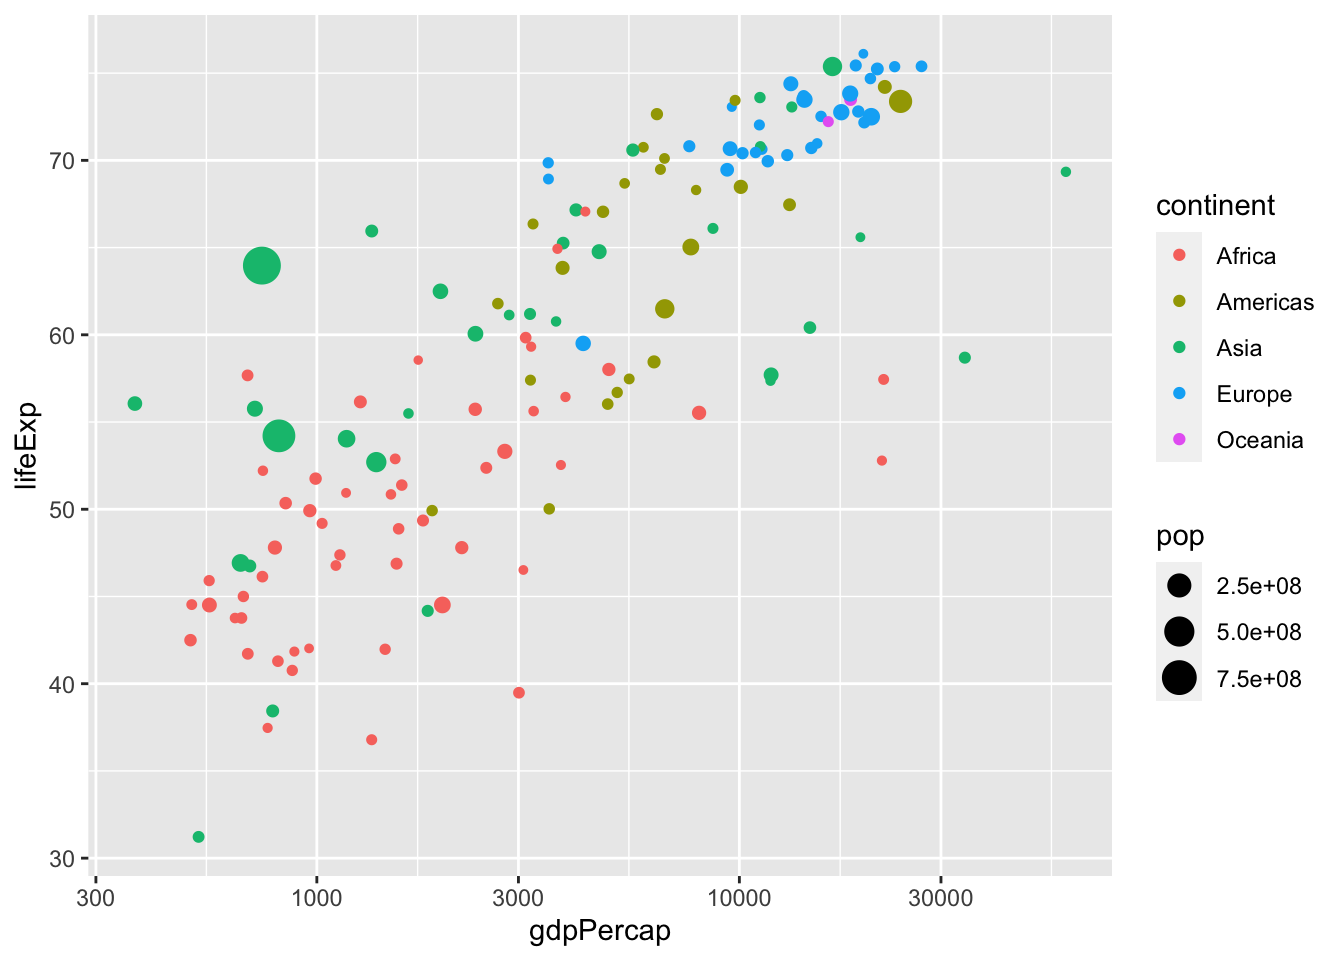 70
60
50
40
30
lifeExp
300 1000 3000 10000 30000
gdpPercap
continent
Africa
Americas
Asia
Europe
Oceania
pop
2.5e+08
5.0e+08
7.5e+08